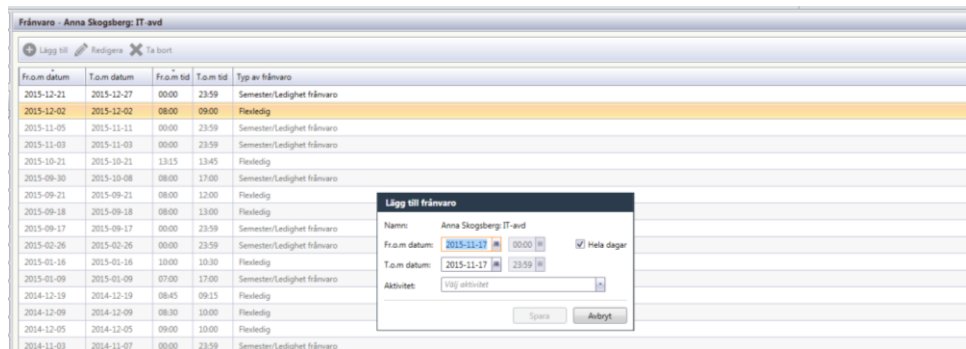 Frånvaro - Anna Skogsberg: IT-avd
Lägg till Redigera Ta bort
Fr.o.m datum T.o.m datum Fr.o.m tid T.o.m tid Typ av frånvaro
2015-12-21 2015-12-27 00:00 23:59 Semester/Ledighet frånvaro
2015-12-02 2015-12-02 08:00 09:00 Flexledig
2015-11-05 2015-11-11 00:00 23:59 Semester/Ledighet frånvaro
2015-11-03 2015-11-03 00:00 23:59 Semester/Ledighet frånvaro
2015-10-21 2015-10-21 13:15 13:45 Flexledig
2015-09-30 2015-10-08 08:00 17:00 Semester/Ledighet frånvaro
2015-09-21 2015-09-21 08:00 12:00 Flexledig
2015-09-18 2015-09-18 08:00 13:00 Flexledig
2015-09-17 2015-09-17 00:00 23:59 Semester/Ledighet frånvaro
2015-02-26 2015-02-26 00:00 23:59 Semester/Ledighet frånvaro
2015-01-16 2015-01-16 10:00 10:30 Flexledig
2015-01-09 2015-01-09 07:00 17:00 Semester/Ledighet frånvaro
2014-12-19 2014-12-19 08:45 09:15 Flexledig
2014-12-09 2014-12-09 08:30 10:00 Flexledig
2014-12-05 2014-12-05 09:00 10:00 Flexledig
2014-11-03 2014-11-07 00:00 23:59 Semester/Ledighet frånvaro
Lägg till frånvaro
Namn: Anna Skogsberg: IT-avd
Fr.o.m datum: 2015-11-17 00:00 Hela dagar
T.o.m datum: 2015-11-17 23:59
Aktivitet: Välj aktivitet
Spara Avbryt